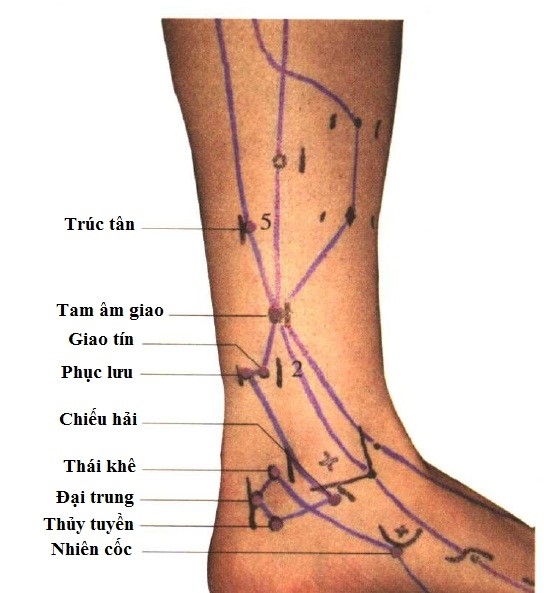 Trúc tân
5
Tam âm giao
Giao tín
Phục lưu
2
Chiếu hải
Thái khê
Đại trung
Thủy tuyền
Nhiên cốc